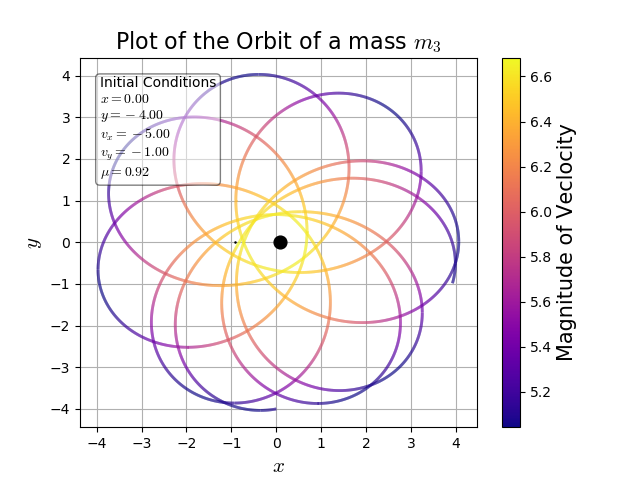 Plot of the Orbit of a mass m₃
Initial Conditions
x = 0.00
y = −4.00
vₓ = −5.00
v_y = −1.00
μ = 0.92
4
3
2
1
0
−1
−2
−3
−4
y
−4 −3 −2 −1 0 1 2 3 4
x
6.6
6.4
6.2
6.0
5.8
5.6
5.4
5.2
Magnitude of Veclocity